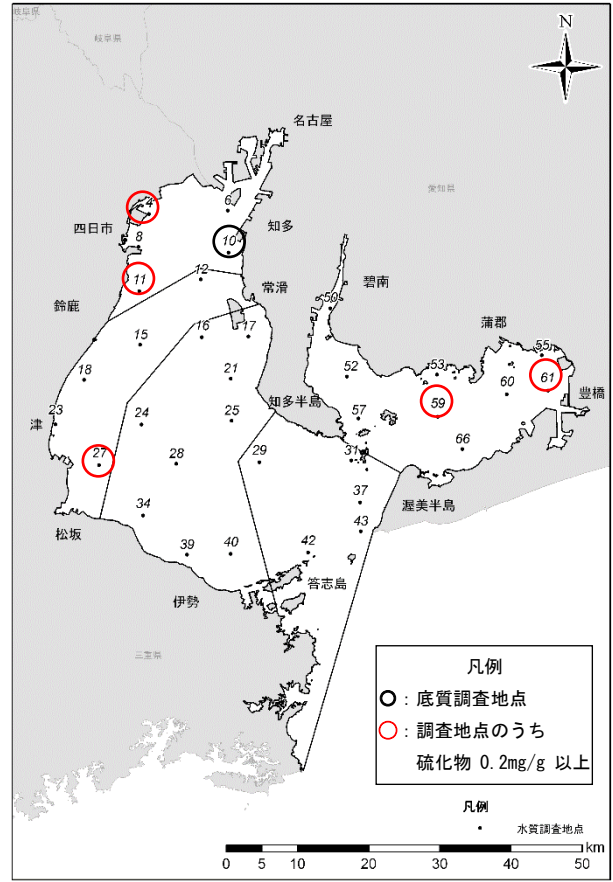 岐阜県
岐阜県
N
名古屋
愛知県
4
6
知多
四日市
8
10
11
12
常滑
碧南
鈴鹿
50
蒲郡
15
16
17
55
18
21
52
53
61
60
豊橋
知多半島
59
23
24
25
57
津
27
28
29
31
66
37
渥美半島
34
43
松坂
39
40
42
伊勢
答志島
三重県
凡例
:底質調査地点
:調査地点のうち
硫化物 0.2mg/g 以上
凡例
水質調査地点
km
0 5 10 20 30 40 50